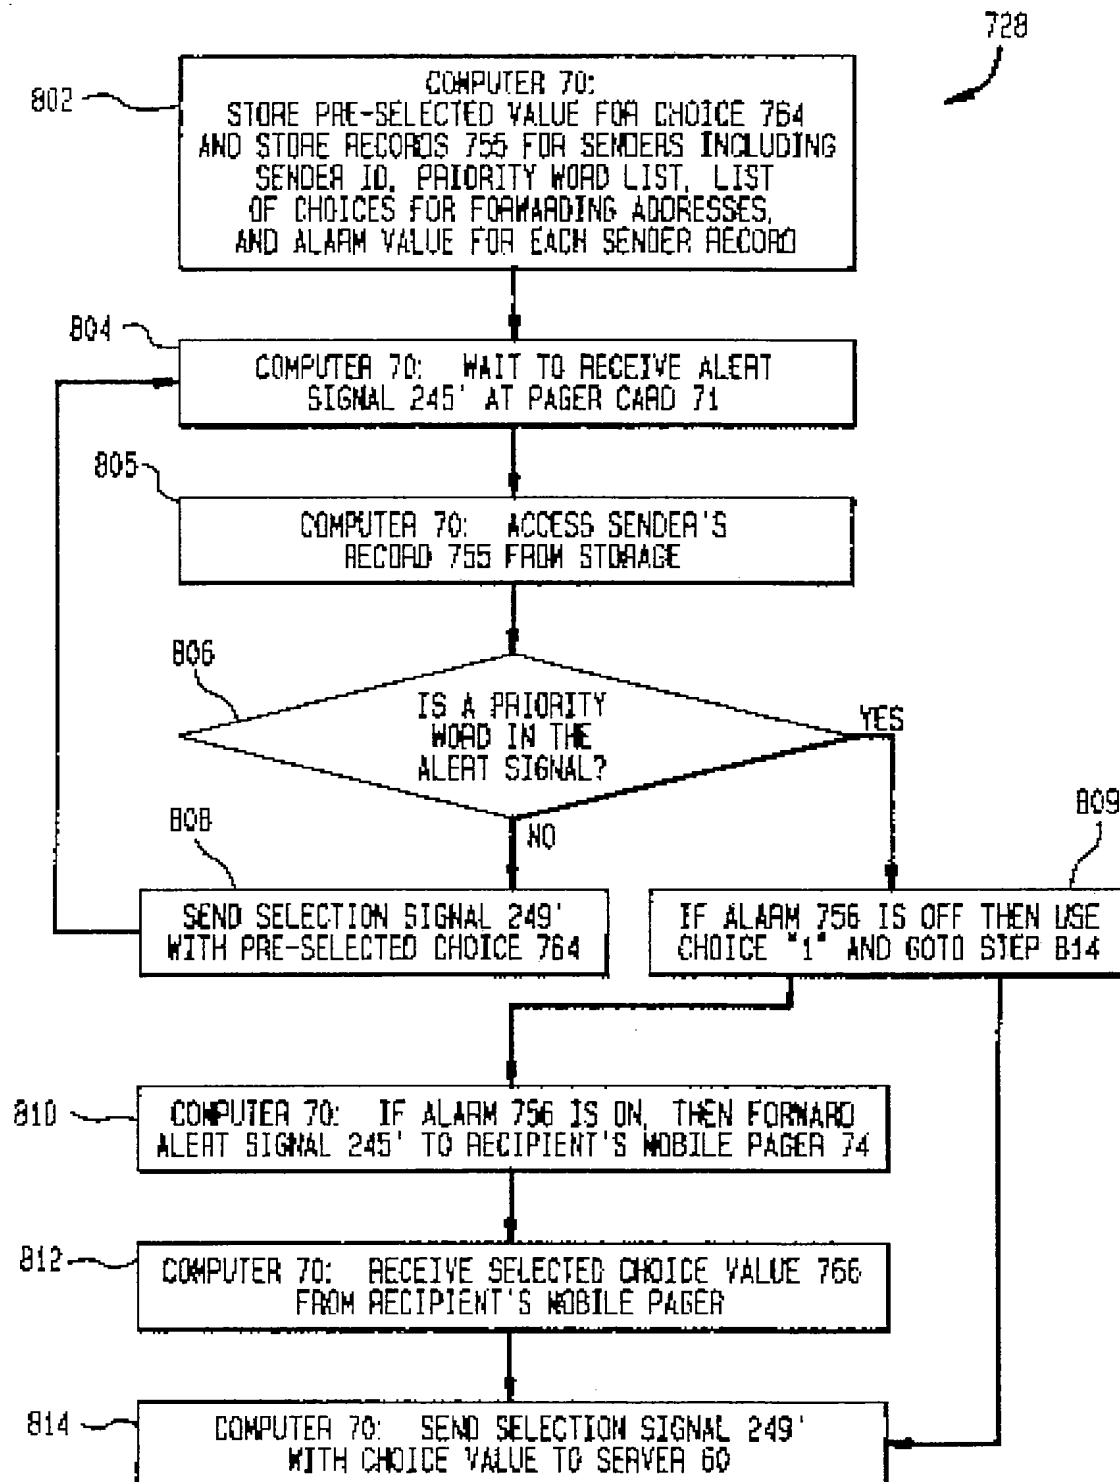 728
802
COMPUTER 70:
STORE PRE-SELECTED VALUE FOR CHOICE 764
AND STORE RECORDS 755 FOR SENDERS INCLUDING
SENDER ID, PRIORITY WORD LIST, LIST
OF CHOICES FOR FORWARDING ADDRESSES,
AND ALARM VALUE FOR EACH SENDER RECORD
804
COMPUTER 70: WAIT TO RECEIVE ALERT
SIGNAL 245' AT PAGER CARD 71
805
COMPUTER 70: ACCESS SENDER'S
RECORD 755 FROM STORAGE
806
IS A PRIORITY
WORD IN THE
ALERT SIGNAL?
YES
NO
808
SEND SELECTION SIGNAL 249'
WITH PRE-SELECTED CHOICE 764
809
IF ALARM 756 IS OFF THEN USE
CHOICE "1" AND GOTO STEP 814
810
COMPUTER 70: IF ALARM 756 IS ON, THEN FORWARD
ALERT SIGNAL 245' TO RECIPIENT'S MOBILE PAGER 74
812
COMPUTER 70: RECEIVE SELECTED CHOICE VALUE 766
FROM RECIPIENT'S MOBILE PAGER
814
COMPUTER 70: SEND SELECTION SIGNAL 249'
WITH CHOICE VALUE TO SERVER 60